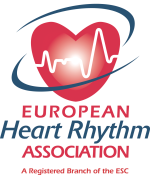 EUROPEAN
Heart Rhythm
ASSOCIATION
A Registered Branch of the ESC